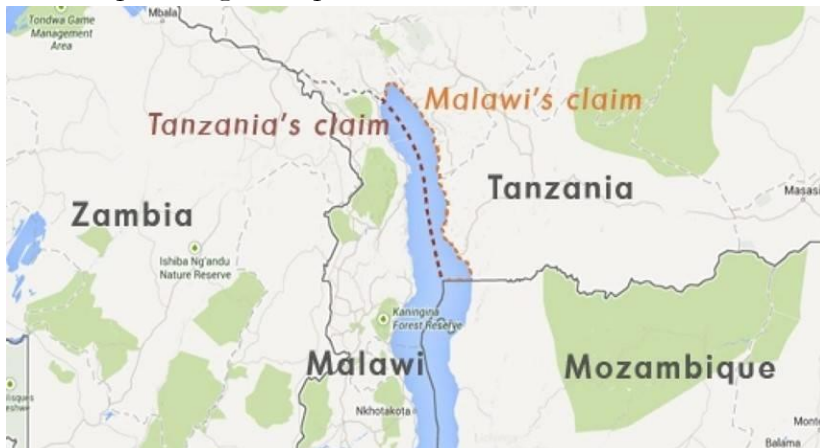 Tondwa Game
Management
Area
Mbala
Malawi's claim
Tanzania's claim
Tanzania
Masasi
Zambia
Ishiba Ng'andu
Nature Reserve
Kaningina
Forest Reserve
Malawi
Mozambique
Nkhotakota
Balama